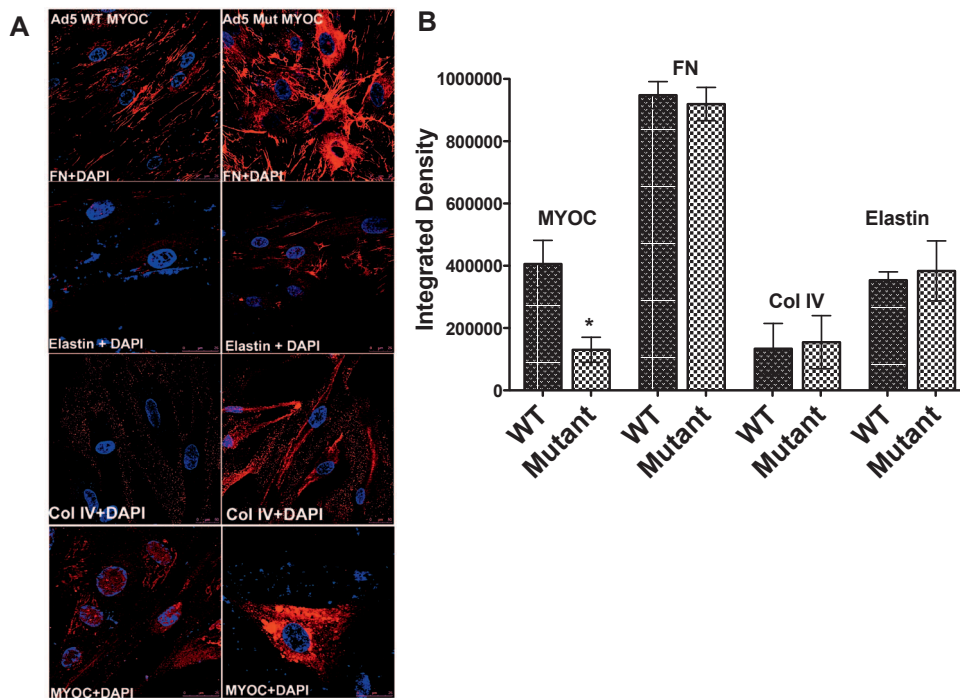 A
Ad5 WT MYOC
Ad5 Mut MYOC
FN+DAPI
FN+DAPI
Elastin + DAPI
Elastin + DAPI
Col IV+DAPI
Col IV+DAPI
MYOC+DAPI
MYOC+DAPI
B
Integrated Density
1000000
800000
600000
400000
200000
0
MYOC
FN
Col IV
Elastin
*
WT
Mutant
WT
Mutant
WT
Mutant
WT
Mutant